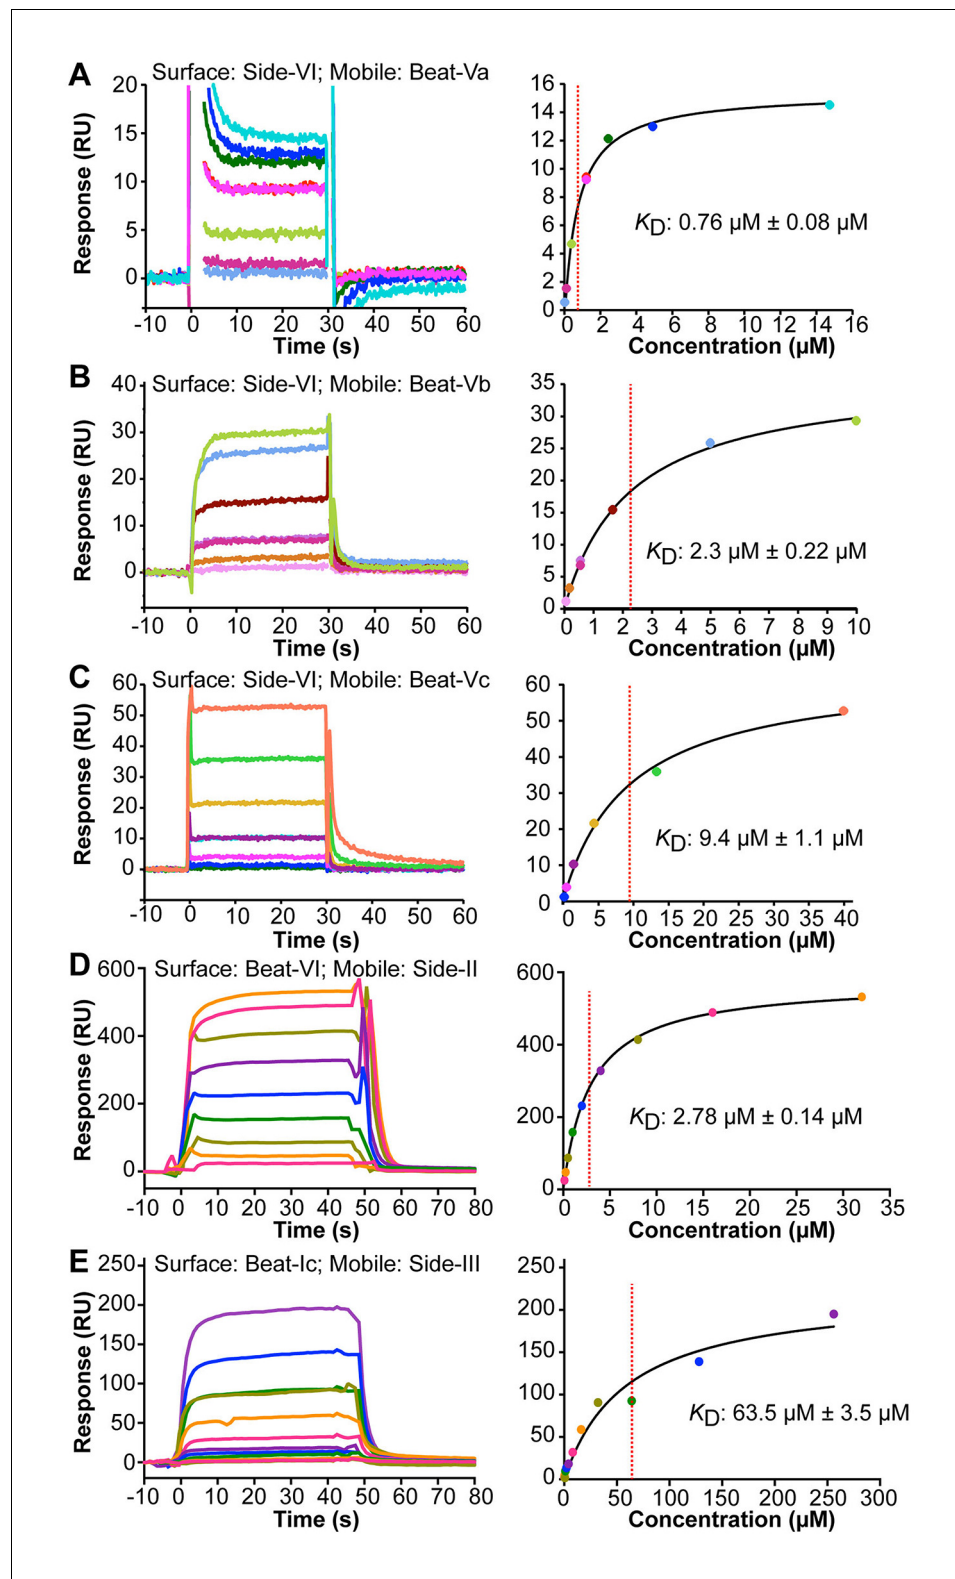 A
Surface: Side-VI; Mobile: Beat-Va
Response (RU)
20
15
10
5
0
-10 0 10 20 30 40 50 60
Time (s)
16
14
12
10
8
6
4
2
0
KD: 0.76 µM ± 0.08 µM
0 2 4 6 8 10 12 14 16
Concentration (µM)
B
Surface: Side-VI; Mobile: Beat-Vb
Response (RU)
40
30
20
10
0
-10 0 10 20 30 40 50 60
Time (s)
35
30
25
20
15
10
5
0
KD: 2.3 µM ± 0.22 µM
0 1 2 3 4 5 6 7 8 9 10
Concentration (µM)
C
Surface: Side-VI; Mobile: Beat-Vc
Response (RU)
60
50
40
30
20
10
0
-10 0 10 20 30 40 50 60
Time (s)
60
50
40
30
20
10
0
KD: 9.4 µM ± 1.1 µM
0 5 10 15 20 25 30 35 40
Concentration (µM)
D
Surface: Beat-VI; Mobile: Side-II
Response (RU)
600
400
200
0
-10 0 10 20 30 40 50 60 70 80
Time (s)
600
400
200
0
KD: 2.78 µM ± 0.14 µM
0 5 10 15 20 25 30 35
Concentration (µM)
E
Surface: Beat-Ic; Mobile: Side-III
Response (RU)
250
200
150
100
50
0
-10 0 10 20 30 40 50 60 70 80
Time (s)
250
200
150
100
50
0
KD: 63.5 µM ± 3.5 µM
0 50 100 150 200 250 300
Concentration (µM)